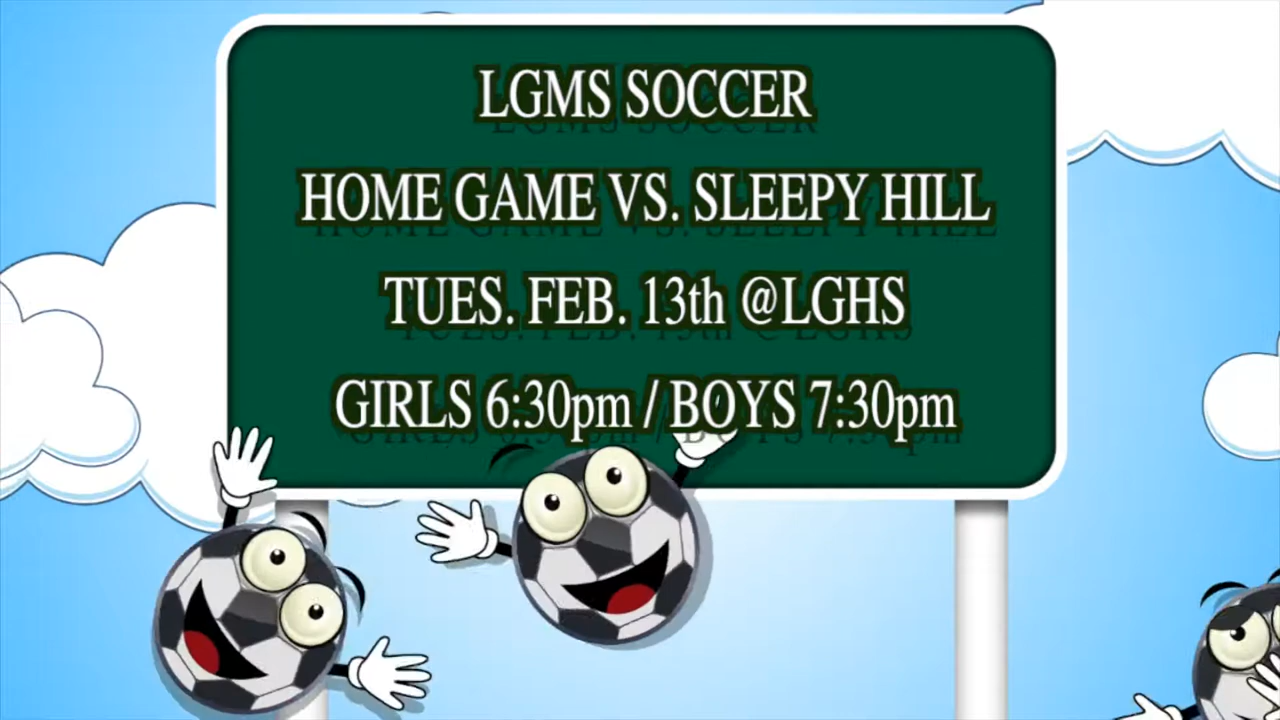 LGMS SOCCER
HOME GAME VS. SLEEPY HILL
TUES. FEB. 13th @LGHS
GIRLS 6:30pm / BOYS 7:30pm